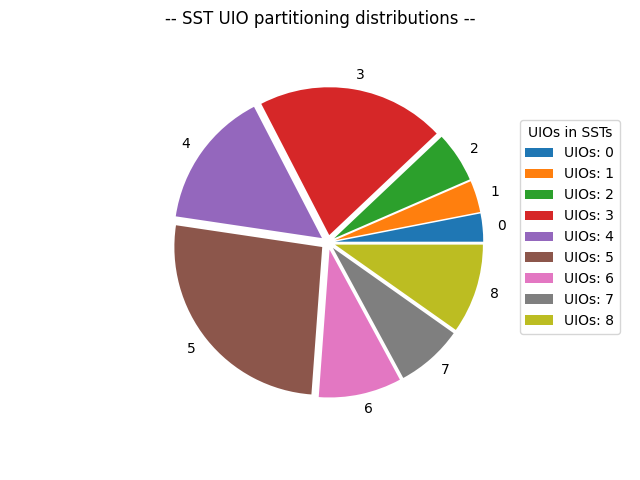 -- SST UIO partitioning distributions --
3
4
2
1
0
5
8
7
6
UIOs in SSTs
UIOs: 0
UIOs: 1
UIOs: 2
UIOs: 3
UIOs: 4
UIOs: 5
UIOs: 6
UIOs: 7
UIOs: 8